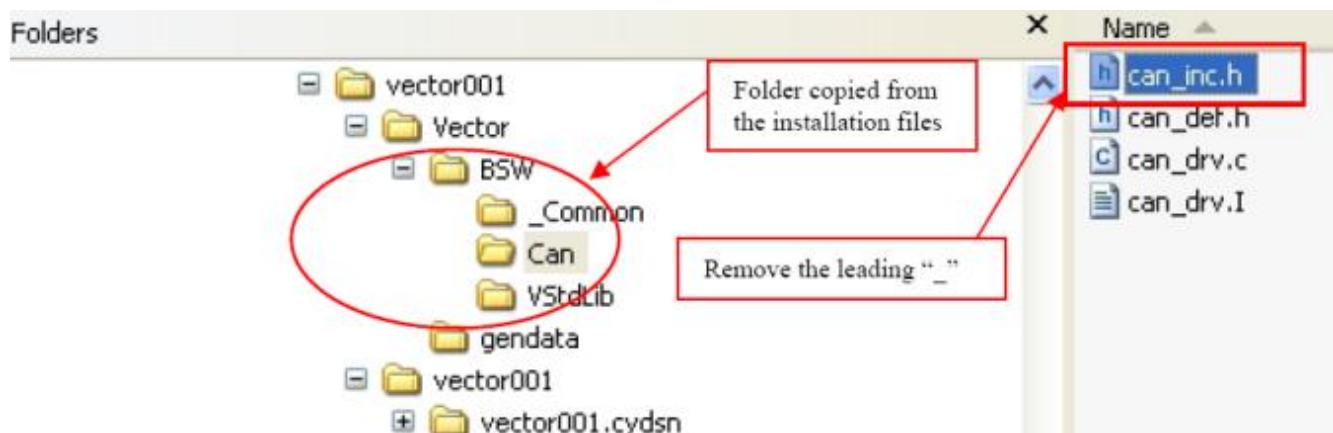 Folders
Name
vector001
Vector
BSW
_Common
Can
VStdLib
gendata
vector001
vector001.cydsn
Folder copied from
the installation files
Remove the leading “_”
can_inc.h
can_def.h
can_drv.c
can_drv.I